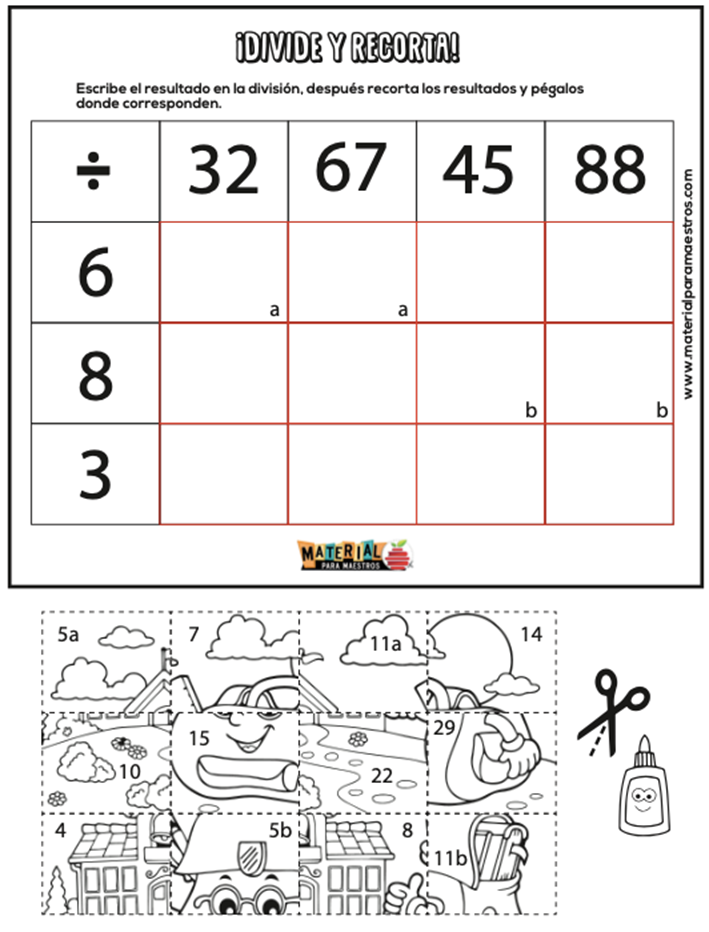 ¡DIVIDE Y RECORTA!
Escribe el resultado en la división, después recorta los resultados y pégalos
donde corresponden.
÷ 32 67 45 88
6 a a
8 b b
3
www.materialparamaestros.com
MATERIAL
PARA MAESTROS
5a 7 11a 14
10 15 22 29
4 5b 8 11b